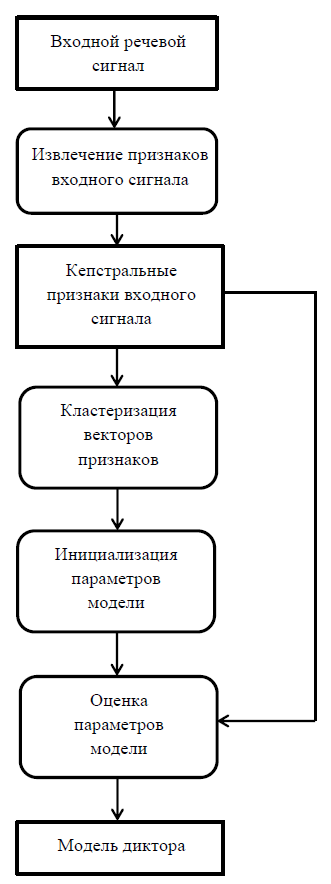 Входной речевой
сигнал
Извлечение признаков
входного сигнала
Кепстральные
признаки входного
сигнала
Кластеризация
векторов
признаков
Инициализация
параметров
модели
Оценка
параметров
модели
Модель диктора